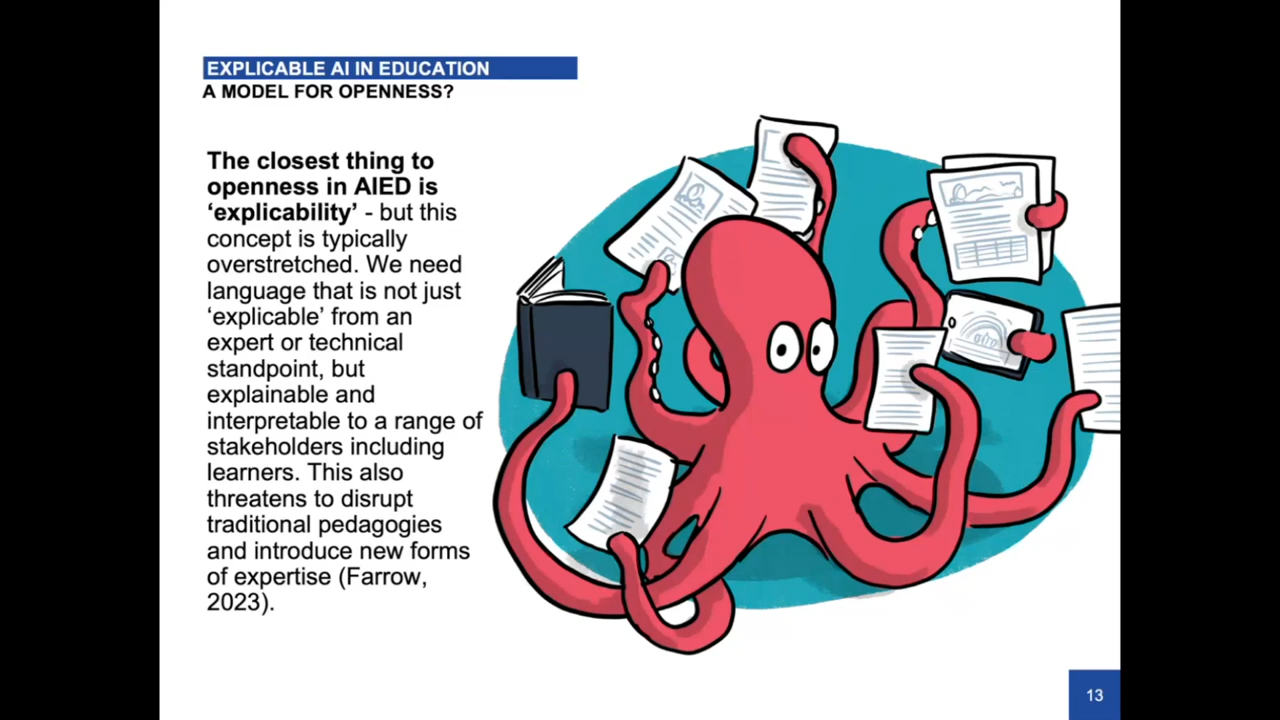 EXPLICABLE AI IN EDUCATION
A MODEL FOR OPENNESS?
The closest thing to
openness in AIED is
‘explicability’ - but this
concept is typically
overstretched. We need
language that is not just
‘explicable’ from an
expert or technical
standpoint, but
explainable and
interpretable to a range of
stakeholders including
learners. This also
threatens to disrupt
traditional pedagogies
and introduce new forms
of expertise (Farrow,
2023).
13